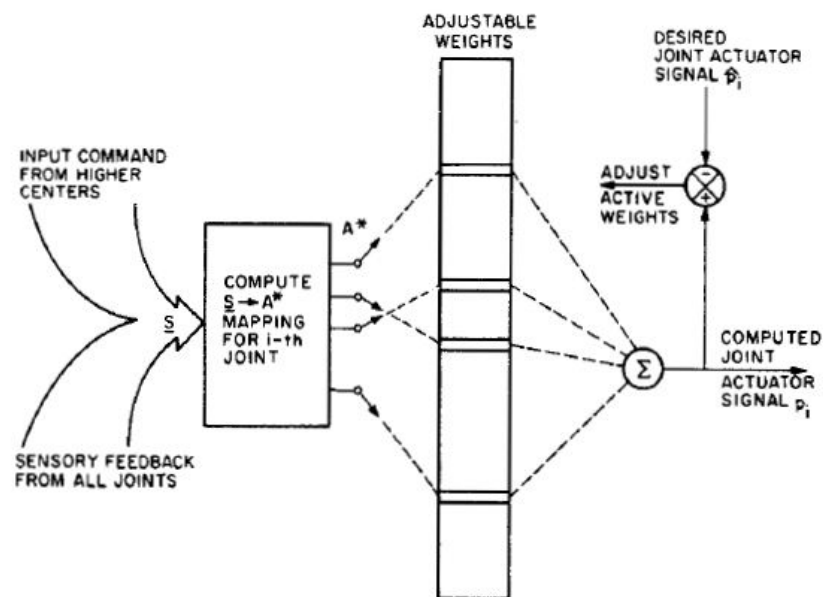 ADJUSTABLE
WEIGHTS
DESIRED
JOINT ACTUATOR
SIGNAL p̂i
INPUT COMMAND
FROM HIGHER
CENTERS
ADJUST
ACTIVE
WEIGHTS
-
+
A*
COMPUTE
S→A*
MAPPING
FOR i-th
JOINT
S
Σ
COMPUTED
JOINT
ACTUATOR
SIGNAL pi
SENSORY FEEDBACK
FROM ALL JOINTS